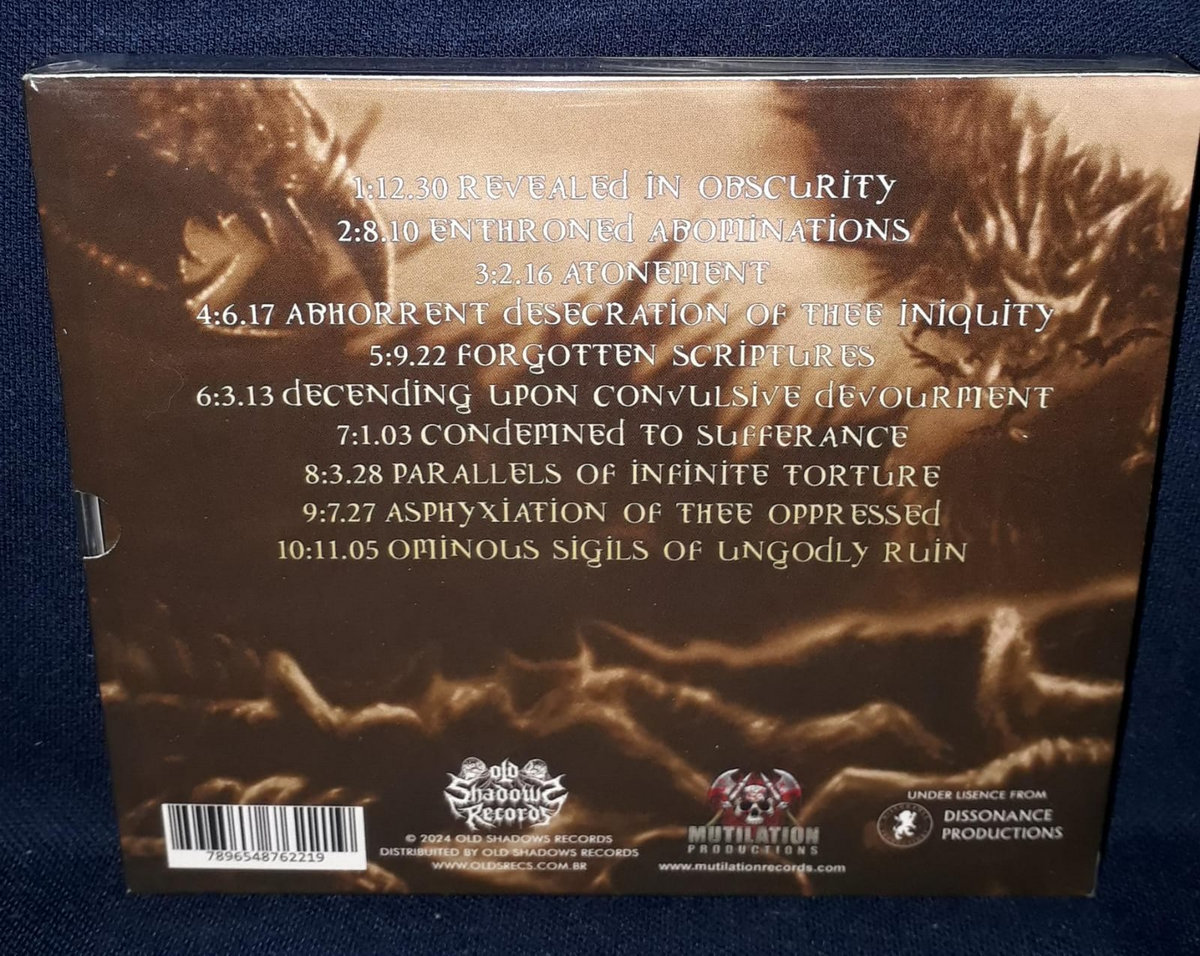 1:12.30 REVEALED IN OBSCURITY
2:8.10 ENTHRONED ABOMINATIONS
3:2.16 ATONEMENT
4:6.17 ABHORRENT DESECRATION OF THEE INIQUITY
5:9.22 FORGOTTEN SCRIPTURES
6:3.13 DECENDING UPON CONVULSIVE DEVOURMENT
7:1.03 CONDEMNED TO SUFFERANCE
8:3.28 PARALLELS OF INFINITE TORTURE
9:7.27 ASPHYXIATION OF THEE OPPRESSED
10:11.05 OMINOUS SIGILS OF UNGODLY RUIN
7896548762219
Old
Shadows
Records
© 2024 OLD SHADOWS RECORDS
DISTRIBUITED BY OLD SHADOWS RECORDS
WWW.OLDSRECS.COM.BR
MUTILATION
PRODUCTIONS
www.mutilationrecords.com
UNDER LISENCE FROM
DISSONANCE
PRODUCTIONS